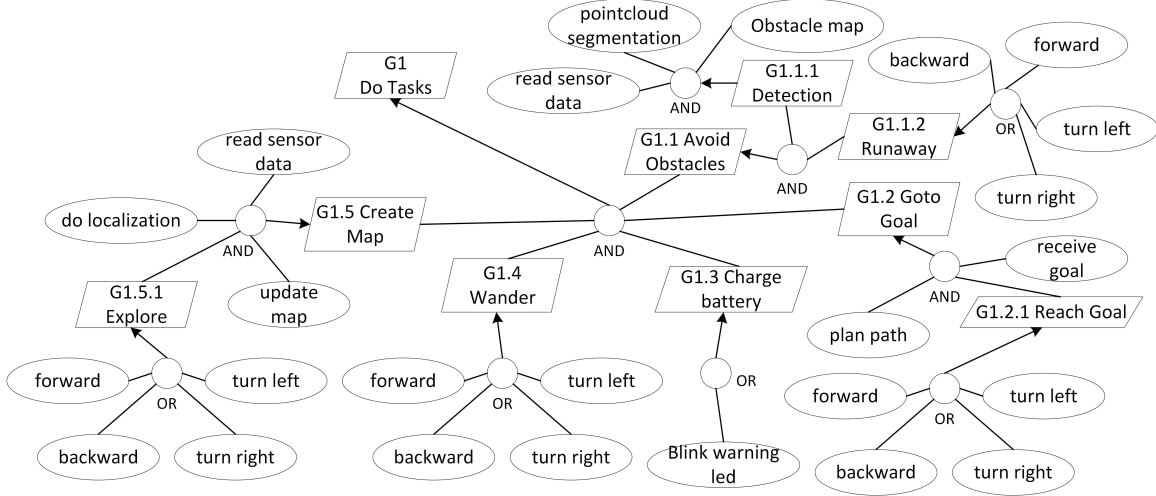 pointcloud
segmentation
Obstacle map
forward
backward
G1
Do Tasks
read sensor
data
G1.1.1
Detection
AND
OR
turn left
G1.1 Avoid
Obstacles
G1.1.2
Runaway
AND
turn right
read sensor
data
do localization
AND
G1.5 Create
Map
AND
G1.2 Goto
Goal
receive
goal
AND
G1.5.1
Explore
update
map
G1.4
Wander
G1.3 Charge
battery
plan path
G1.2.1 Reach Goal
forward
turn left
OR
backward
turn right
forward
turn left
OR
backward
turn right
OR
Blink warning
led
forward
turn left
OR
backward
turn right